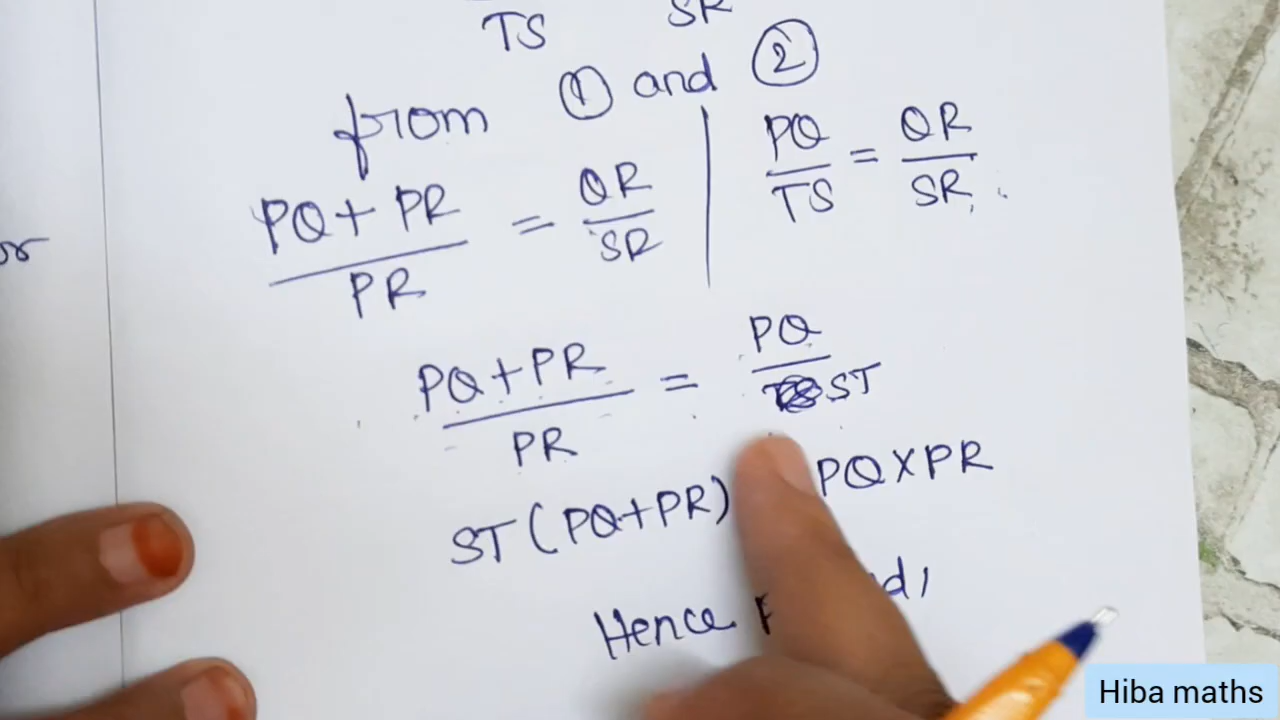 TS SR
from ① and ②
PQ + PR / PR = QR / SR | PQ / TS = QR / SR.
PQ + PR / PR = PQ / ST
ST (PQ+PR) PQ X PR
Hence
Hiba maths